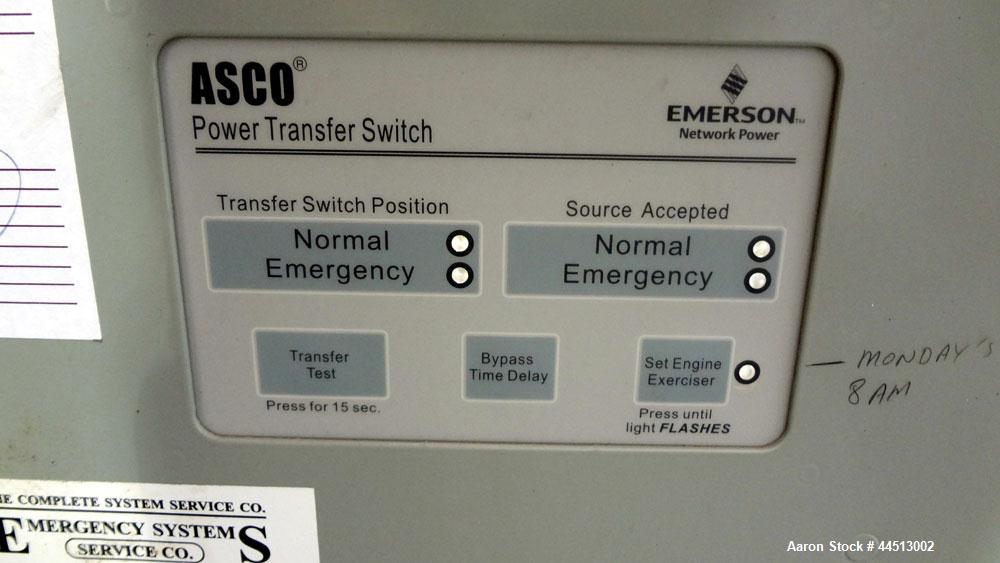 ASCO®
Power Transfer Switch
EMERSON™
Network Power
Transfer Switch Position
Normal
Emergency
Source Accepted
Normal
Emergency
Transfer
Test
Press for 15 sec.
Bypass
Time Delay
Set Engine
Exerciser
Press until
light FLASHES
— MONDAY'S
8 AM
E COMPLETE SYSTEM SERVICE CO.
EMERGENCY SYSTEMS
SERVICE CO.
Aaron Stock # 44513002